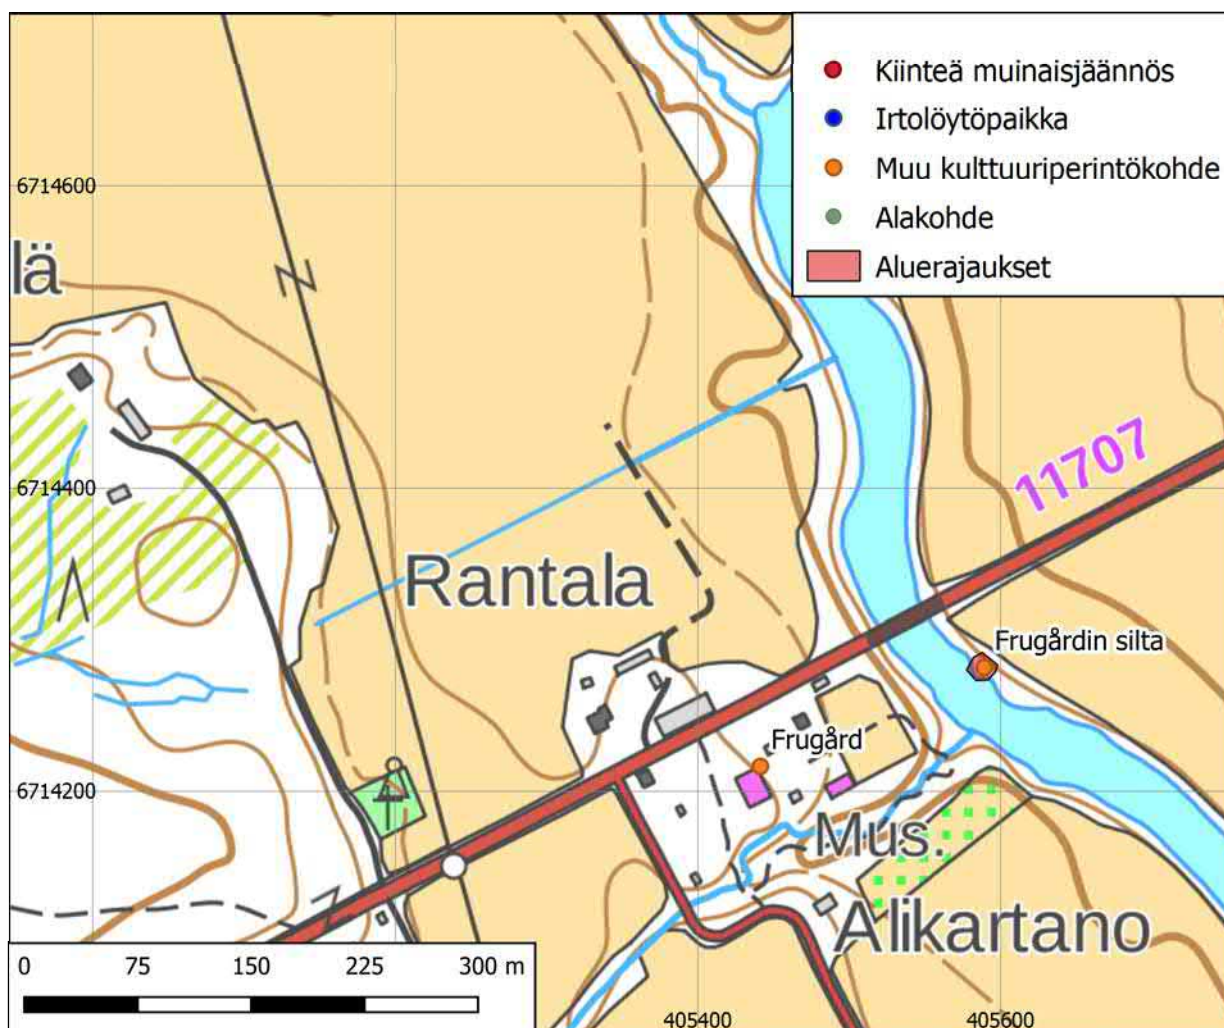 Kiinteä muinaisjäännös
Irtolöytöpaikka
Muu kulttuuriperintökohde
Alakohde
Aluerajaukset
6714600
lä
11707
6714400
Rantala
Frugårdin silta
Frugård
6714200
Mus.
Alikartano
0 75 150 225 300 m
405400 405600